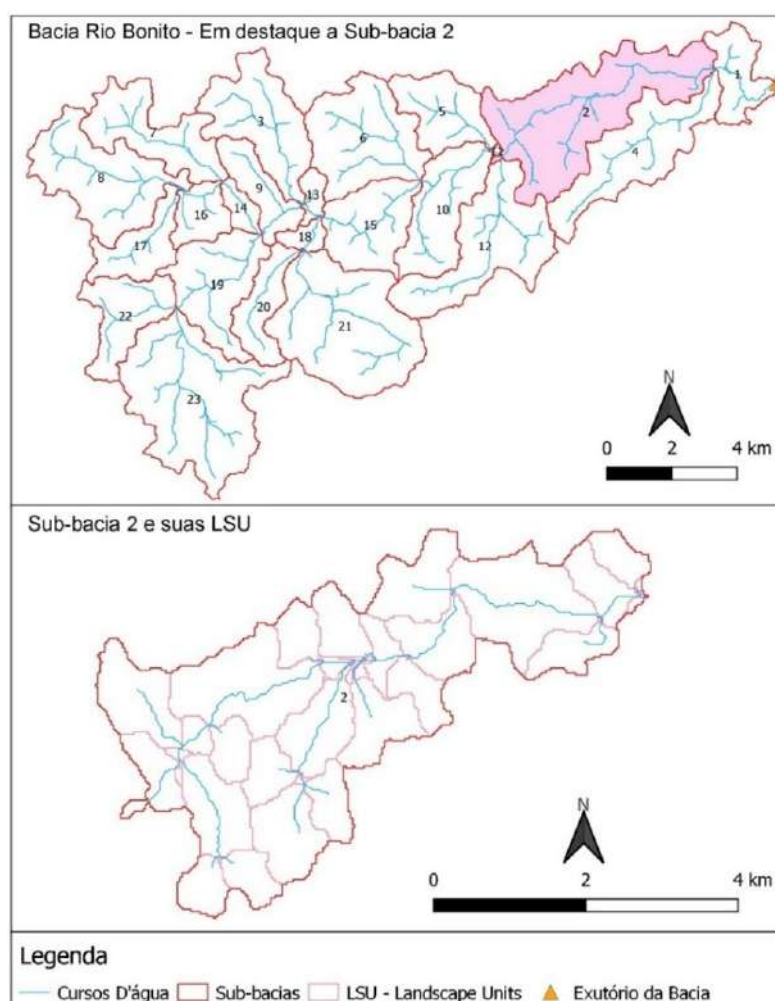 Bacia Rio Bonito - Em destaque a Sub-bacia 2
1
2
5
3
7
6
4
8
9
13
16
14
10
15
18
17
12
19
20
22
21
23
N
0 2 4 km
Sub-bacia 2 e suas LSU
2
N
0 2 4 km
Legenda
Cursos D'água Sub-bacias LSU - Landscape Units Exutório da Bacia